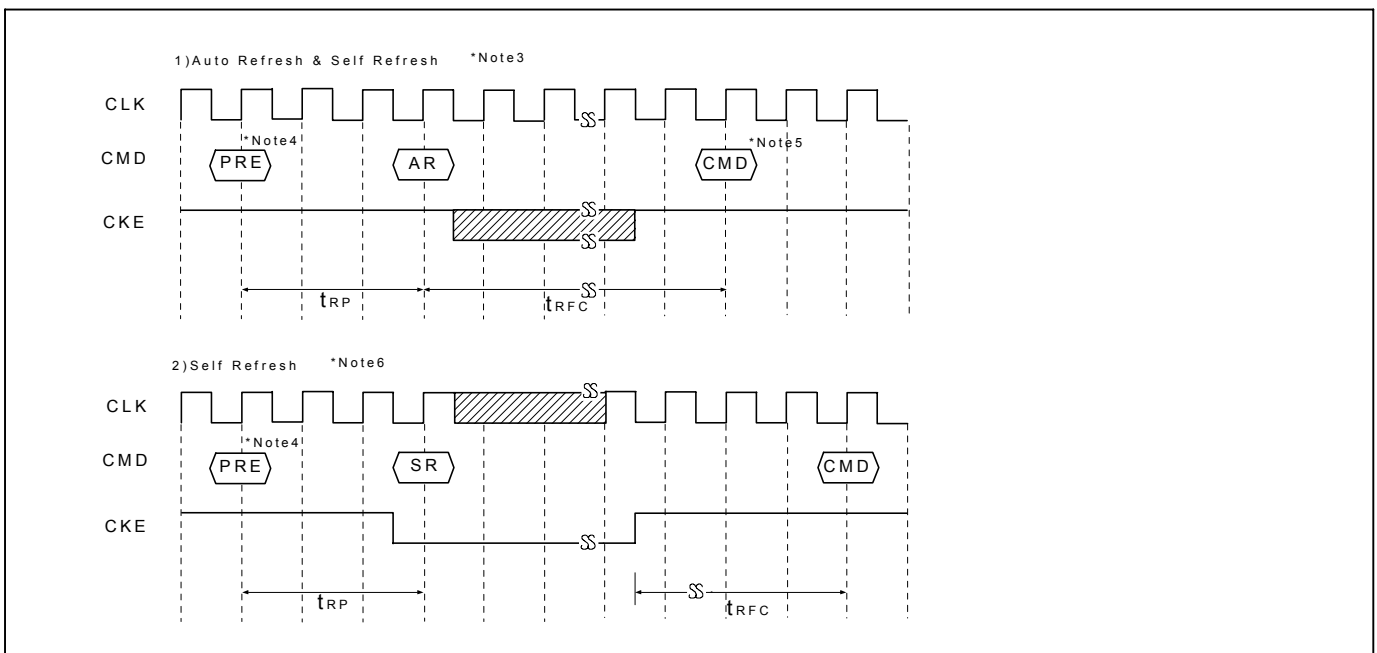 1)Auto Refresh & Self Refresh *Note3
CLK
CMD PRE *Note4 AR CMD *Note5
CKE
tRP tRFC
2)Self Refresh *Note6
CLK
CMD PRE *Note4 SR CMD
CKE
tRP tRFC